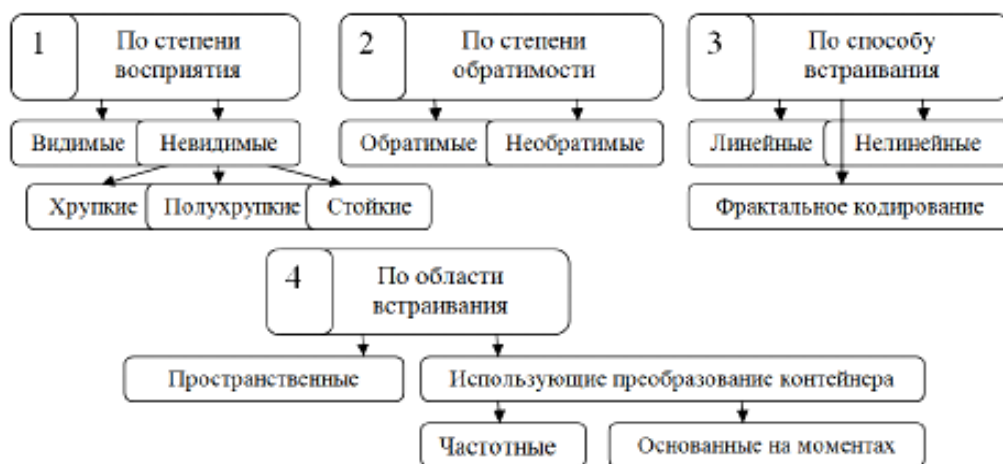 1
По степени
восприятия
2
По степени
обратимости
3
По способу
встраивания
Видимые
Невидимые
Обратимые
Необратимые
Линейные
Нелинейные
Хрупкие
Полухрупкие
Стойкие
Фрактальное кодирование
4
По области
встраивания
Пространственные
Использующие преобразование контейнера
Частотные
Основанные на моментах